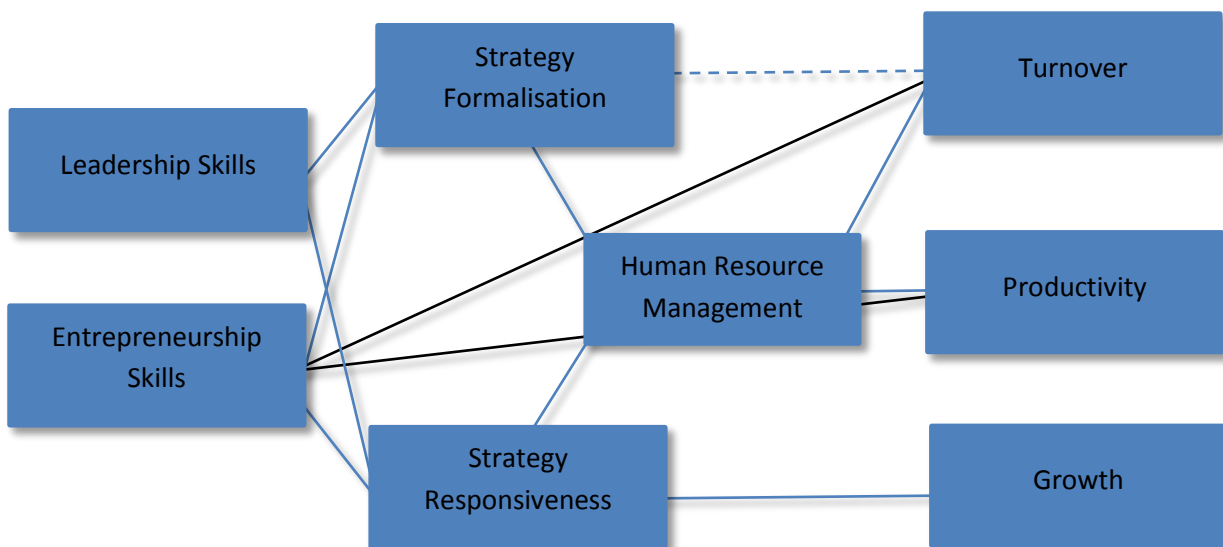 Strategy
Formalisation
Turnover
Leadership Skills
Human Resource
Management
Productivity
Entrepreneurship
Skills
Strategy
Responsiveness
Growth